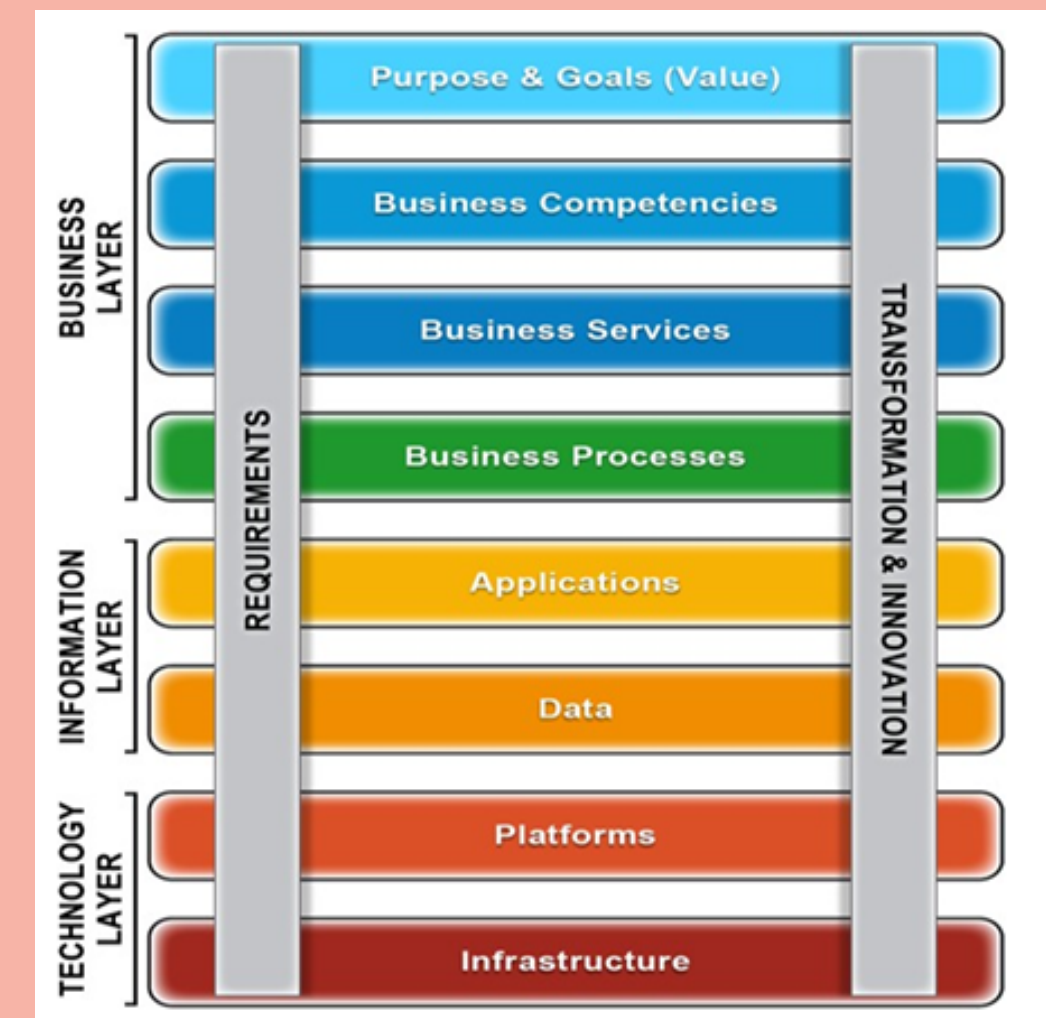 BUSINESS
LAYER
INFORMATION
LAYER
TECHNOLOGY
LAYER
REQUIREMENTS
Purpose & Goals (Value)
Business Competencies
Business Services
Business Processes
Applications
Data
Platforms
Infrastructure
TRANSFORMATION & INNOVATION